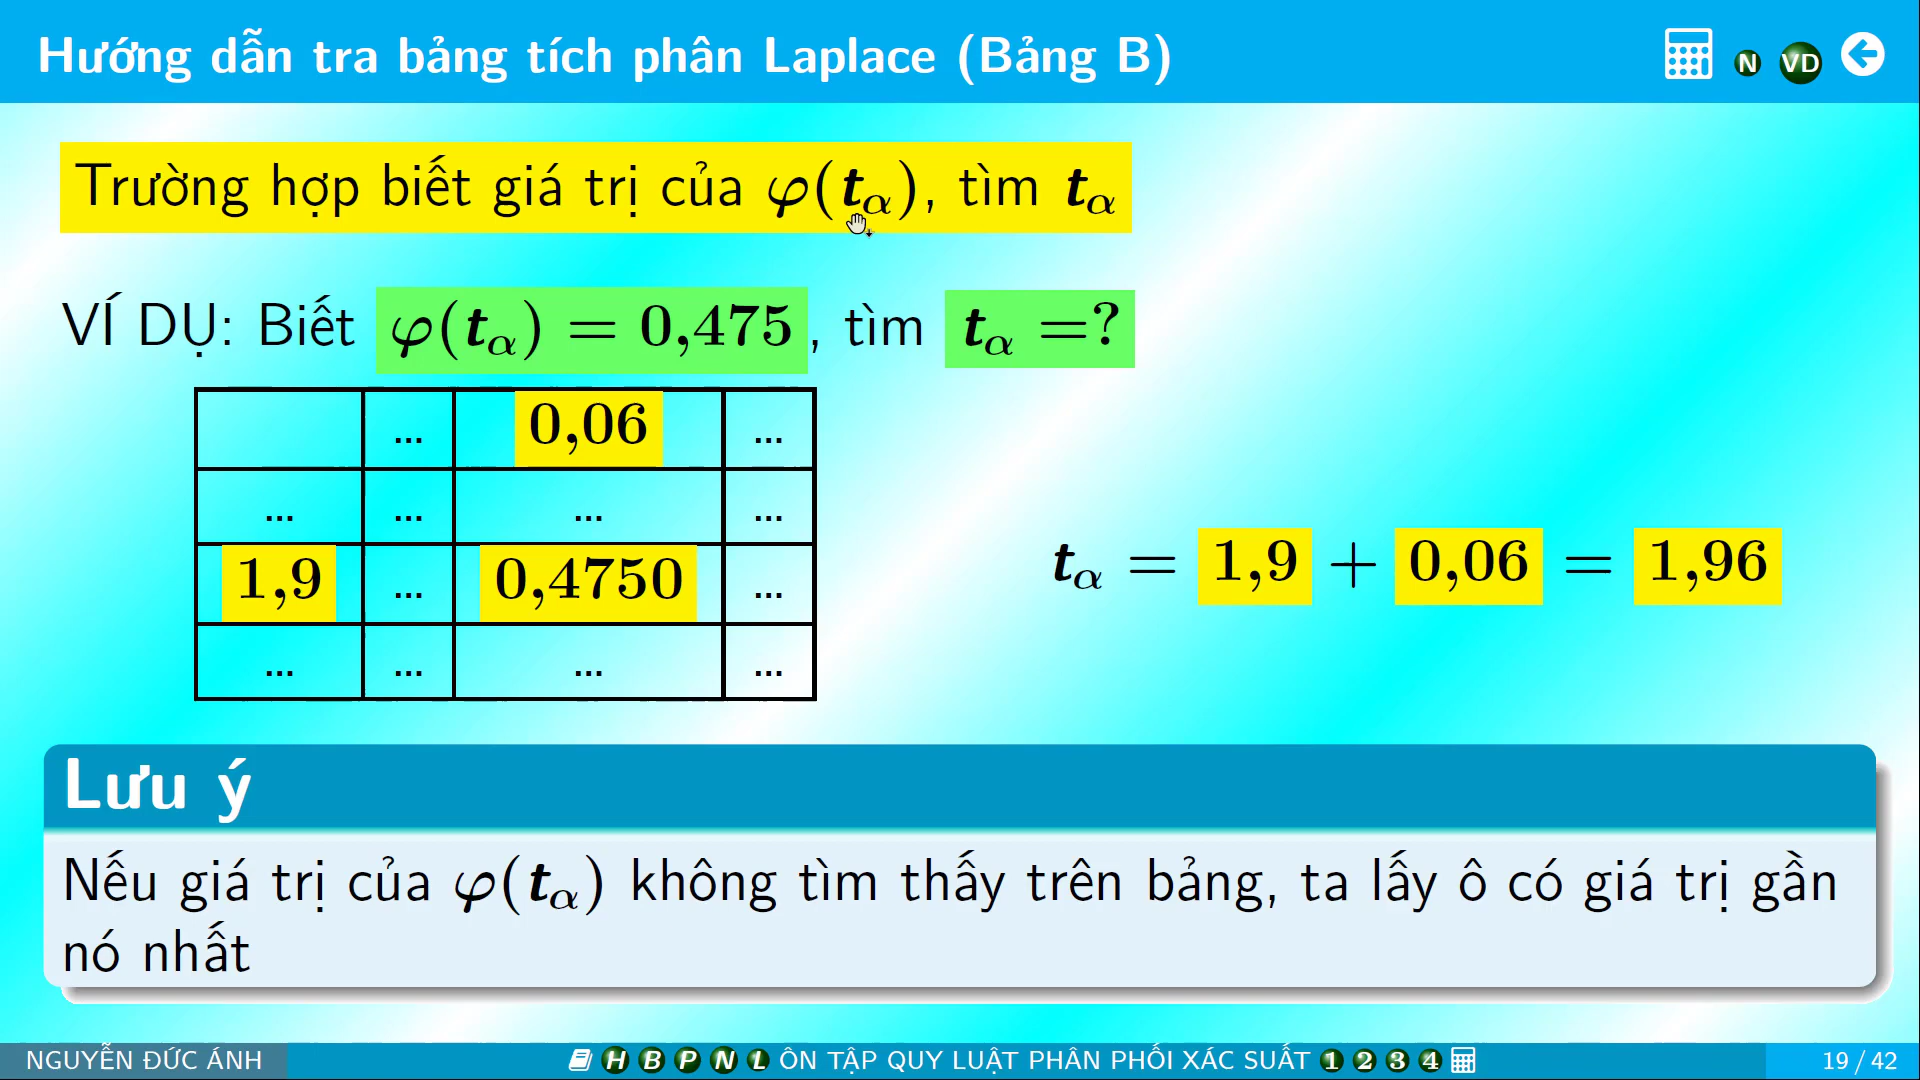 Hướng dẫn tra bảng tích phân Laplace (Bảng B)
N VD
Trường hợp biết giá trị của φ(tα), tìm tα
VÍ DỤ: Biết φ(tα) = 0,475, tìm tα =?
... 0,06 ...
... ... ... ...
1,9 ... 0,4750 ...
... ... ... ...
tα = 1,9 + 0,06 = 1,96
Lưu ý
Nếu giá trị của φ(tα) không tìm thấy trên bảng, ta lấy ô có giá trị gần
nó nhất
NGUYỄN ĐỨC ÁNH H B P N L ÔN TẬP QUY LUẬT PHÂN PHỐI XÁC SUẤT 1 2 3 4 19 / 42